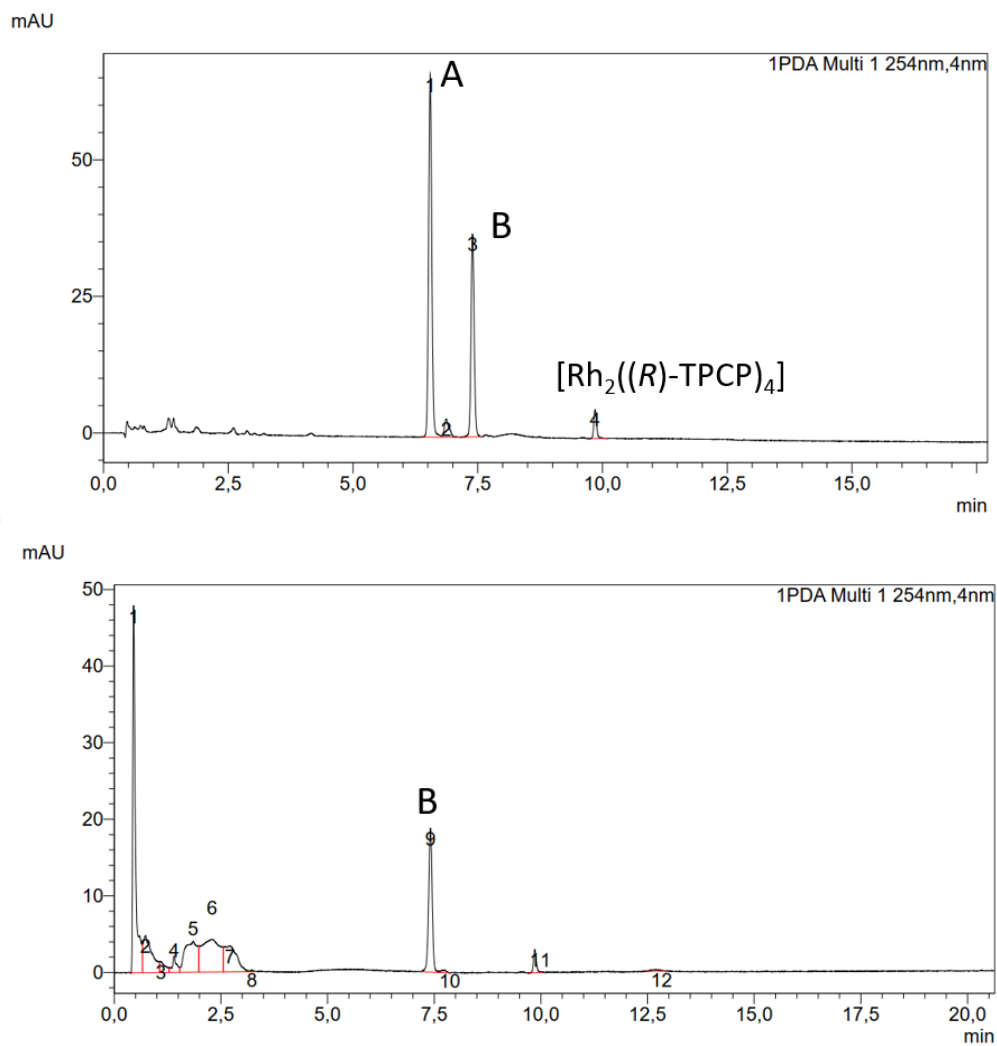 mAU
1PDA Multi 1 254nm,4nm
1 A
50
B
3
25
[Rh₂((R)-TPCP)₄]
2 4
0
0,0 2,5 5,0 7,5 10,0 12,5 15,0
min
mAU
50
1PDA Multi 1 254nm,4nm
1
40
30
20
B
9
10
6
5
2 4
7 11
3
0
8 10 12
0,0 2,5 5,0 7,5 10,0 12,5 15,0 17,5 20,0
min